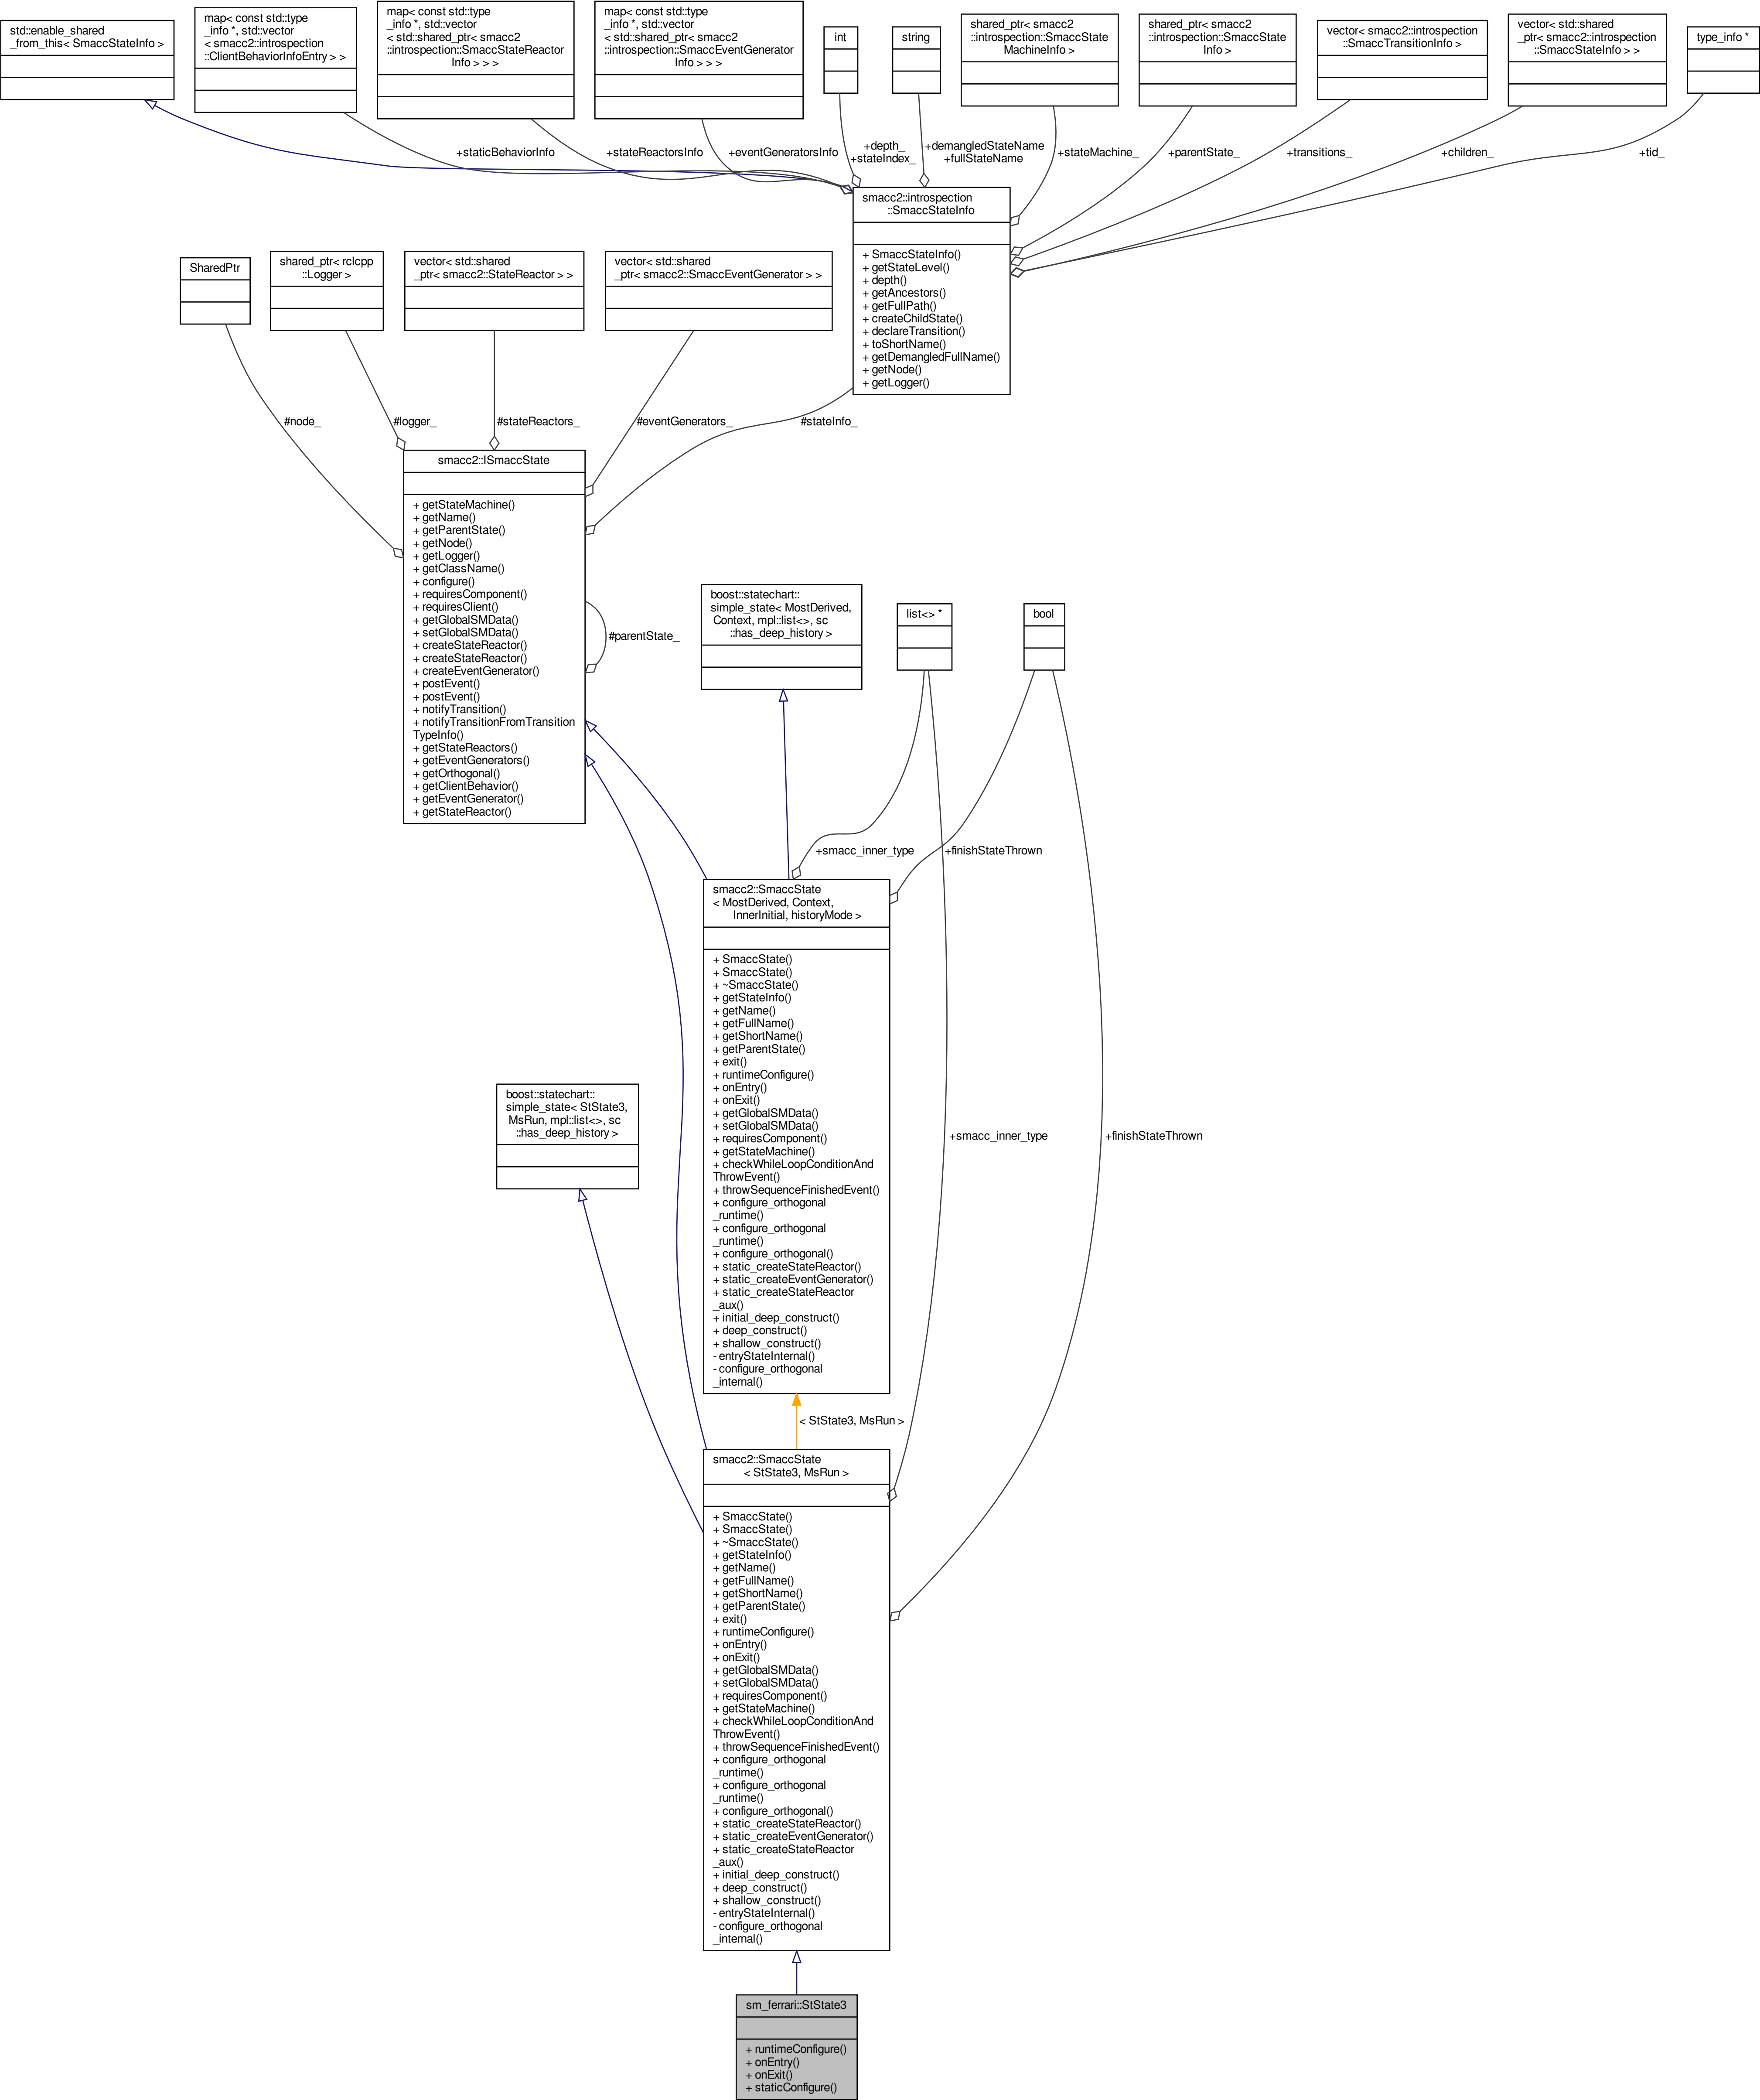 std::enable_shared
_from_this< SmaccStateInfo >
map< const std::type
_info *, std::vector
< smacc2::introspection
::ClientBehaviorInfoEntry > >
map< const std::type
_info *, std::vector
< std::shared_ptr< smacc2
::introspection::SmaccStateReactor
Info > > >
map< const std::type
_info *, std::vector
< std::shared_ptr< smacc2
::introspection::SmaccEventGenerator
Info > > >
int
string
shared_ptr< smacc2
::introspection::SmaccState
MachineInfo >
shared_ptr< smacc2
::introspection::SmaccState
Info >
vector< smacc2::introspection
::SmaccTransitionInfo >
vector< std::shared
_ptr< smacc2::introspection
::SmaccStateInfo > >
type_info *
+staticBehaviorInfo
+stateReactorsInfo
+eventGeneratorsInfo
+depth_
+stateIndex_
+demangledStateName
+fullStateName
+stateMachine_
+parentState_
+transitions_
+children_
+tid_
smacc2::introspection
::SmaccStateInfo
+ SmaccStateInfo()
+ getStateLevel()
+ depth()
+ getAncestors()
+ getFullPath()
+ createChildState()
+ declareTransition()
+ toShortName()
+ getDemangledFullName()
+ getNode()
+ getLogger()
SharedPtr
shared_ptr< rclcpp
::Logger >
vector< std::shared
_ptr< smacc2::StateReactor > >
vector< std::shared
_ptr< smacc2::SmaccEventGenerator > >
#node_
#logger_
#stateReactors_
#eventGenerators_
#stateInfo_
smacc2::ISmaccState
+ getStateMachine()
+ getName()
+ getParentState()
+ getNode()
+ getLogger()
+ getClassName()
+ configure()
+ requiresComponent()
+ requiresClient()
+ getGlobalSMData()
+ setGlobalSMData()
+ createStateReactor()
+ createStateReactor()
+ createEventGenerator()
+ postEvent()
+ postEvent()
+ notifyTransition()
+ notifyTransitionFromTransition
TypeInfo()
+ getStateReactors()
+ getEventGenerators()
+ getOrthogonal()
+ getClientBehavior()
+ getEventGenerator()
+ getStateReactor()
#parentState_
boost::statechart::
simple_state< MostDerived,
Context, mpl::list<>, sc
::has_deep_history >
list<> *
bool
+smacc_inner_type
+finishStateThrown
smacc2::SmaccState
< MostDerived, Context,
InnerInitial, historyMode >
+ SmaccState()
+ SmaccState()
+ ~SmaccState()
+ getStateInfo()
+ getName()
+ getFullName()
+ getShortName()
+ getParentState()
+ exit()
+ runtimeConfigure()
+ onEntry()
+ onExit()
+ getGlobalSMData()
+ setGlobalSMData()
+ requiresComponent()
+ getStateMachine()
+ checkWhileLoopConditionAnd
ThrowEvent()
+ throwSequenceFinishedEvent()
+ configure_orthogonal
_runtime()
+ configure_orthogonal
_runtime()
+ configure_orthogonal()
+ static_createStateReactor()
+ static_createEventGenerator()
+ static_createStateReactor
_aux()
+ initial_deep_construct()
+ deep_construct()
+ shallow_construct()
- entryStateInternal()
- configure_orthogonal
_internal()
boost::statechart::
simple_state< StState3,
MsRun, mpl::list<>, sc
::has_deep_history >
+smacc_inner_type
+finishStateThrown
< StState3, MsRun >
smacc2::SmaccState
< StState3, MsRun >
+ SmaccState()
+ SmaccState()
+ ~SmaccState()
+ getStateInfo()
+ getName()
+ getFullName()
+ getShortName()
+ getParentState()
+ exit()
+ runtimeConfigure()
+ onEntry()
+ onExit()
+ getGlobalSMData()
+ setGlobalSMData()
+ requiresComponent()
+ getStateMachine()
+ checkWhileLoopConditionAnd
ThrowEvent()
+ throwSequenceFinishedEvent()
+ configure_orthogonal
_runtime()
+ configure_orthogonal
_runtime()
+ configure_orthogonal()
+ static_createStateReactor()
+ static_createEventGenerator()
+ static_createStateReactor
_aux()
+ initial_deep_construct()
+ deep_construct()
+ shallow_construct()
- entryStateInternal()
- configure_orthogonal
_internal()
sm_ferrari::StState3
+ runtimeConfigure()
+ onEntry()
+ onExit()
+ staticConfigure()